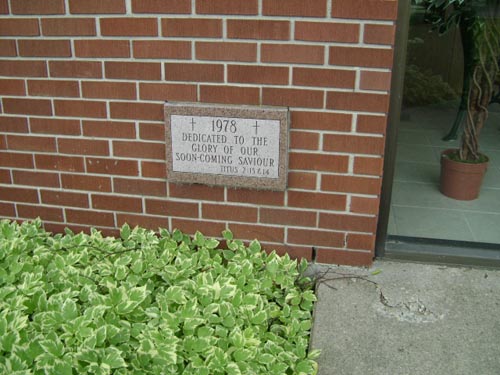 1978
DEDICATED TO THE
GLORY OF OUR
SOON-COMING SAVIOUR
TITUS 2:13 & 14